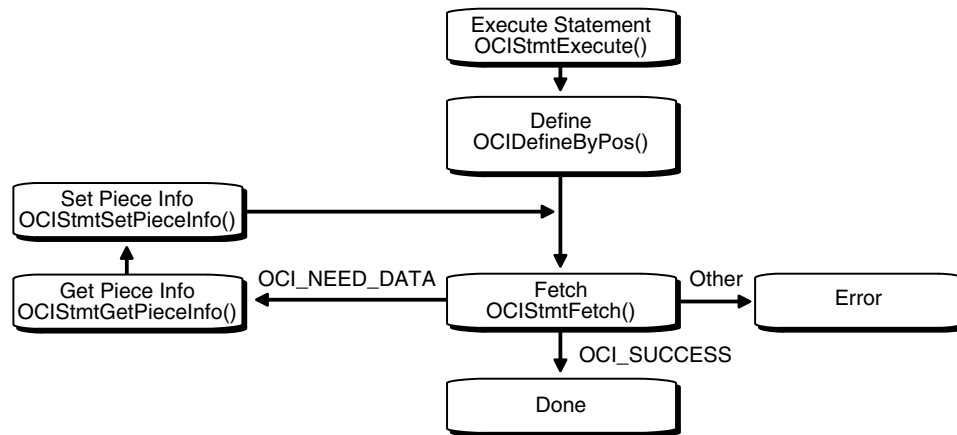 Execute Statement
OCIStmtExecute()
Define
OCIDefineByPos()
Set Piece Info
OCIStmtSetPieceInfo()
OCI_NEED_DATA
Other
Get Piece Info
OCIStmtGetPieceInfo()
Fetch
OCIStmtFetch()
Error
OCI_SUCCESS
Done